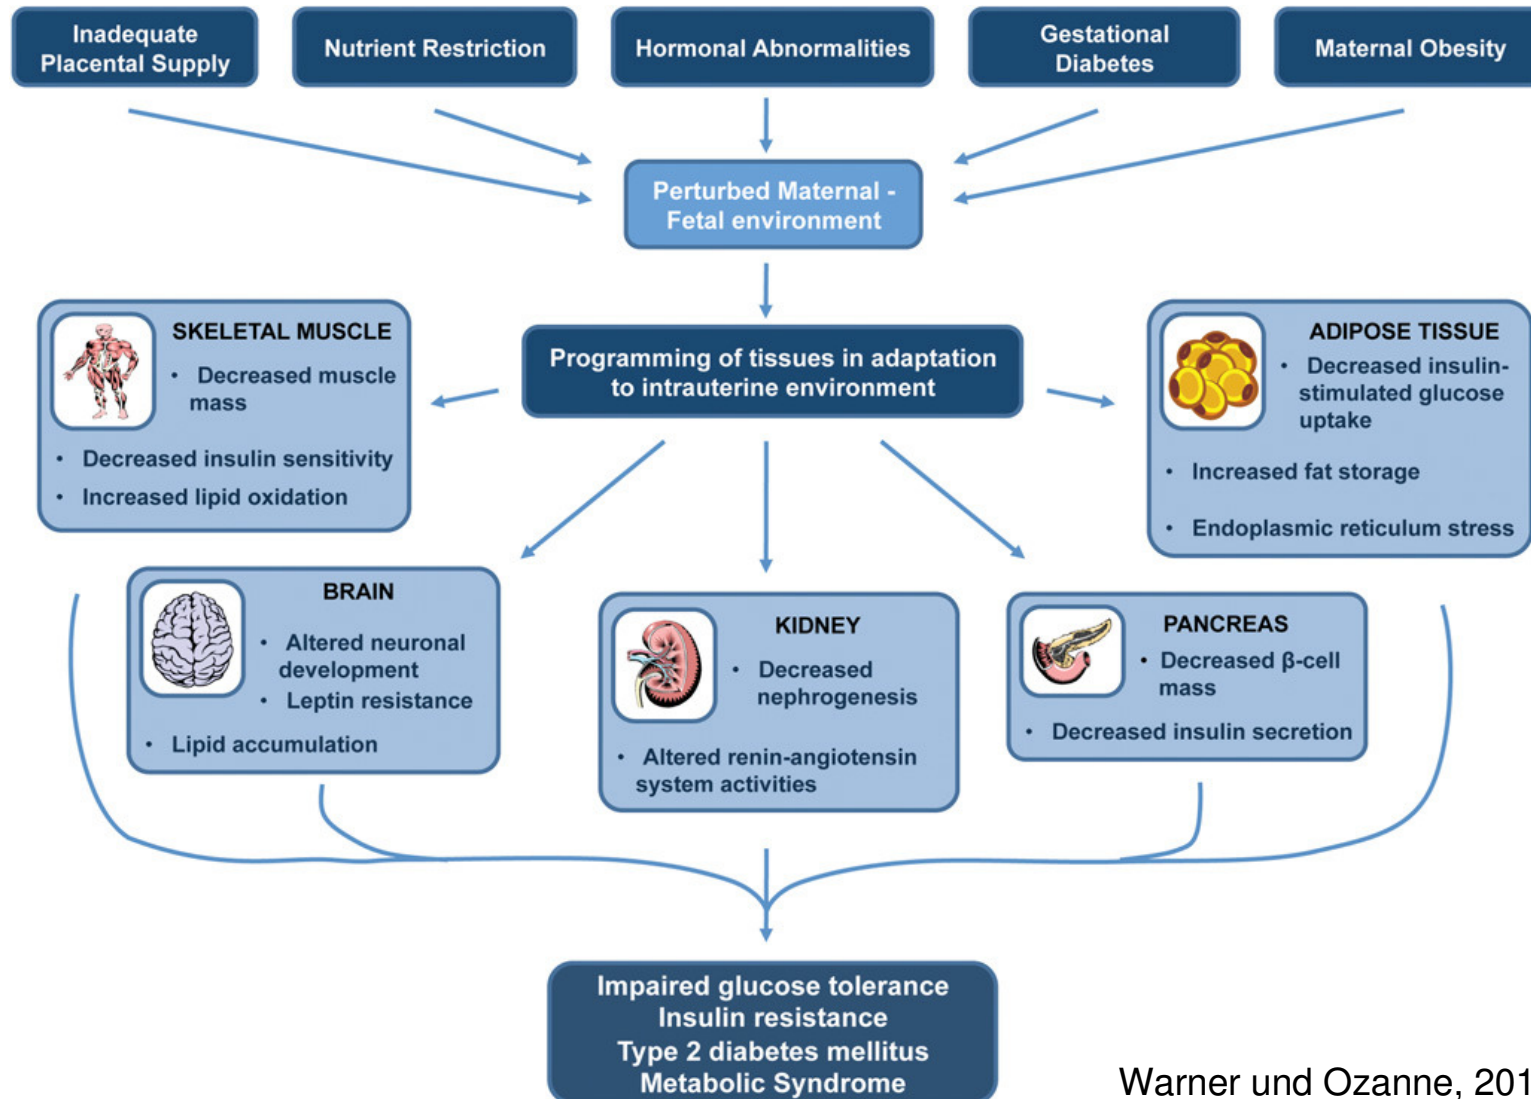 Inadequate
Placental Supply
Nutrient Restriction
Hormonal Abnormalities
Gestational
Diabetes
Maternal Obesity
Perturbed Maternal -
Fetal environment
Programming of tissues in adaptation
to intrauterine environment
SKELETAL MUSCLE
• Decreased muscle
mass
• Decreased insulin sensitivity
• Increased lipid oxidation
ADIPOSE TISSUE
• Decreased insulin-
stimulated glucose
uptake
• Increased fat storage
• Endoplasmic reticulum stress
BRAIN
• Altered neuronal
development
• Leptin resistance
• Lipid accumulation
KIDNEY
• Decreased
nephrogenesis
• Altered renin-angiotensin
system activities
PANCREAS
• Decreased β-cell
mass
• Decreased insulin secretion
Impaired glucose tolerance
Insulin resistance
Type 2 diabetes mellitus
Metabolic Syndrome
Warner und Ozanne,